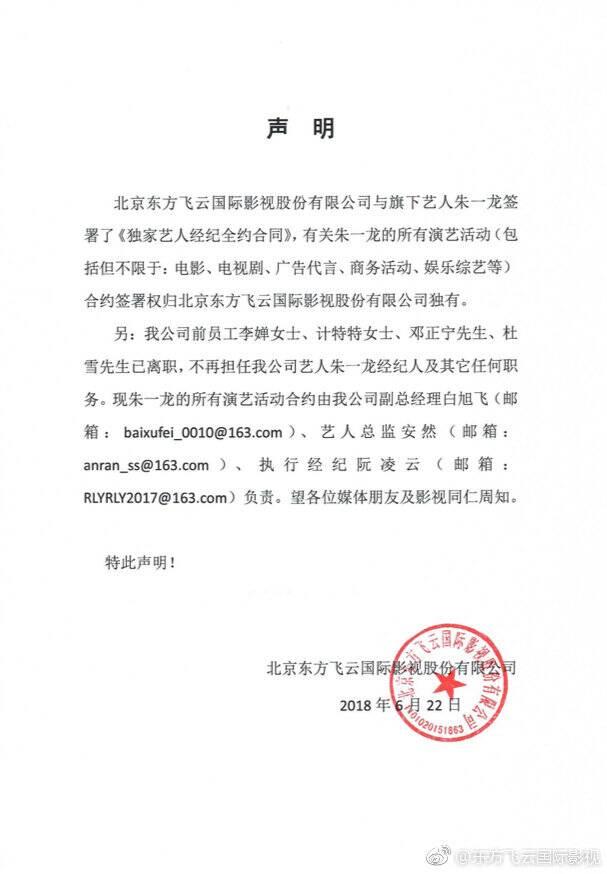 声 明
北京东方飞云国际影视股份有限公司与旗下艺人朱一龙签
署了《独家艺人经纪全约合同》，有关朱一龙的所有演艺活动（包
括但不限于：电影、电视剧、广告代言、商务活动、娱乐综艺等）
合约签署权归北京东方飞云国际影视股份有限公司独有。
另：我公司前员工李婵女士、计特特女士、邓正宁先生、杜
雪先生已离职，不再担任我公司艺人朱一龙经纪人及其它任何职
务。现朱一龙的所有演艺活动合约由我公司副总经理白旭飞（邮
箱：baixufei_0010@163.com）、艺人总监安然（邮箱：
anran_ss@163.com）、执行经纪阮凌云（邮箱：
RLYRLY2017@163.com）负责。望各位媒体朋友及影视同仁周知。
特此声明！
北京东方飞云国际影视股份有限公司
2018 年 6 月 22 日
北京东方飞云国际影视股份有限公司
@东方飞云国际影视